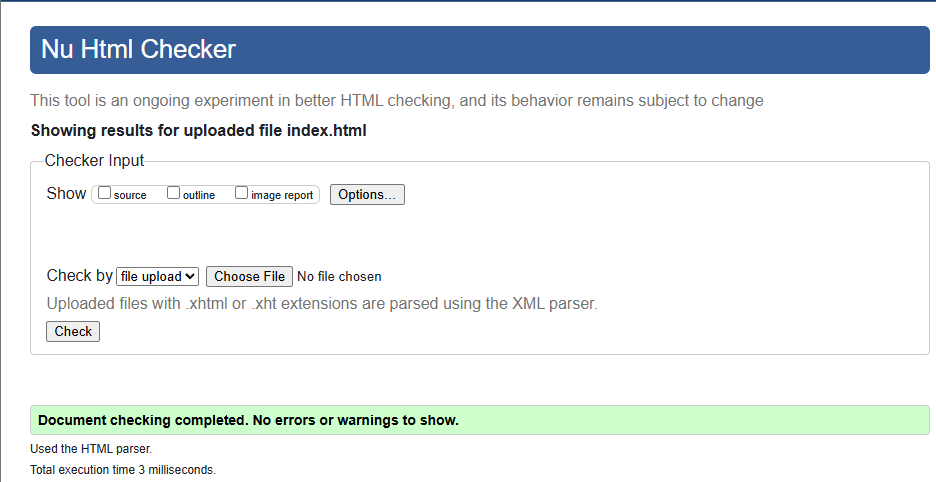 Nu Html Checker
This tool is an ongoing experiment in better HTML checking, and its behavior remains subject to change
Showing results for uploaded file index.html
Checker Input
Show source outline image report Options...
Check by file upload Choose File No file chosen
Uploaded files with .xhtml or .xht extensions are parsed using the XML parser.
Check
Document checking completed. No errors or warnings to show.
Used the HTML parser.
Total execution time 3 milliseconds.